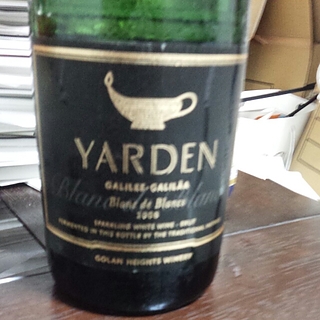 YARDEN
GALILEE·GALILÄA
Blanc de Blancs
SPARKLING WHITE WINE - BRUT
FERMENTED IN THIS BOTTLE BY THE TRADITIONAL
GOLAN HEIGHTS WINERY